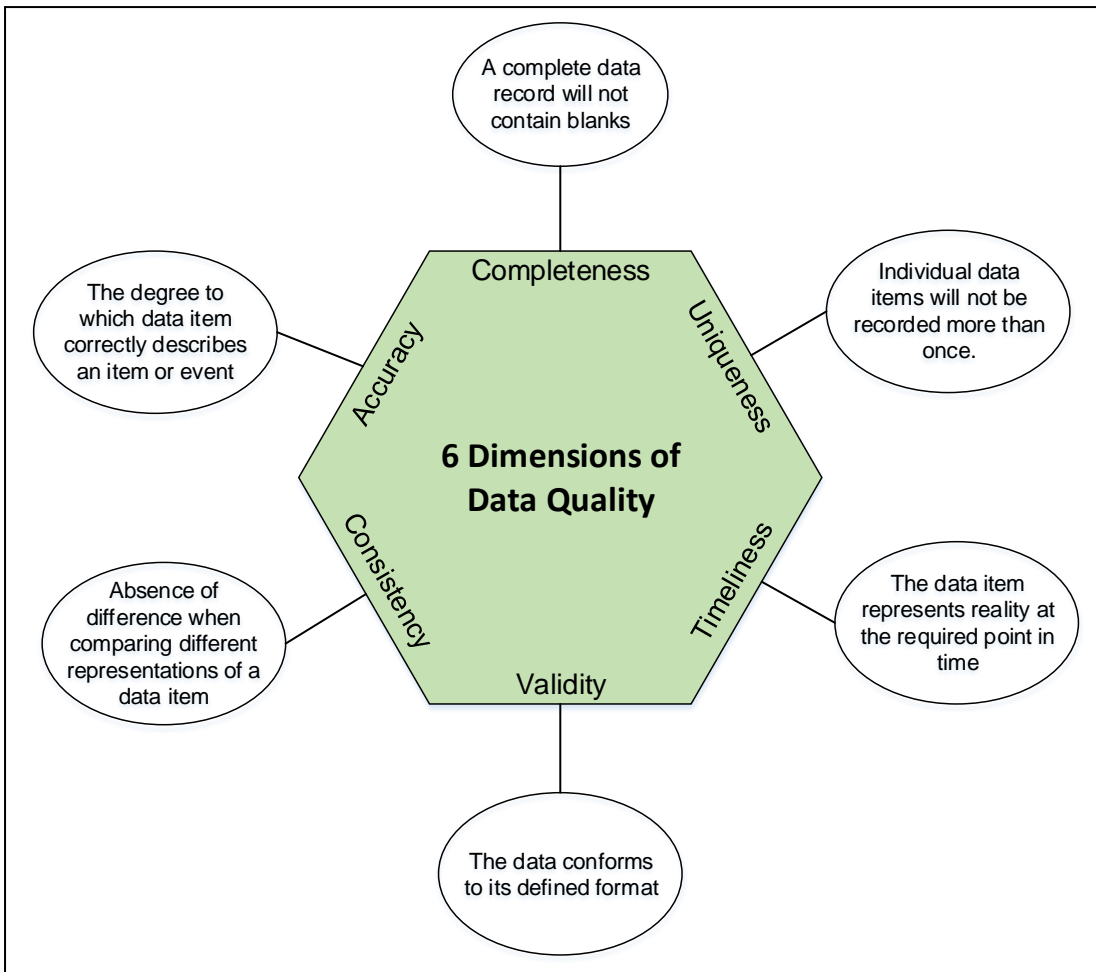 A complete data
record will not
contain blanks
Completeness
Individual data
items will not be
recorded more than
once.
Uniqueness
The degree to
which data item
correctly describes
an item or event
Accuracy
6 Dimensions of
Data Quality
Consistency
Absence of
difference when
comparing different
representations of a
data item
Timeliness
The data item
represents reality at
the required point in
time
Validity
The data conforms
to its defined format